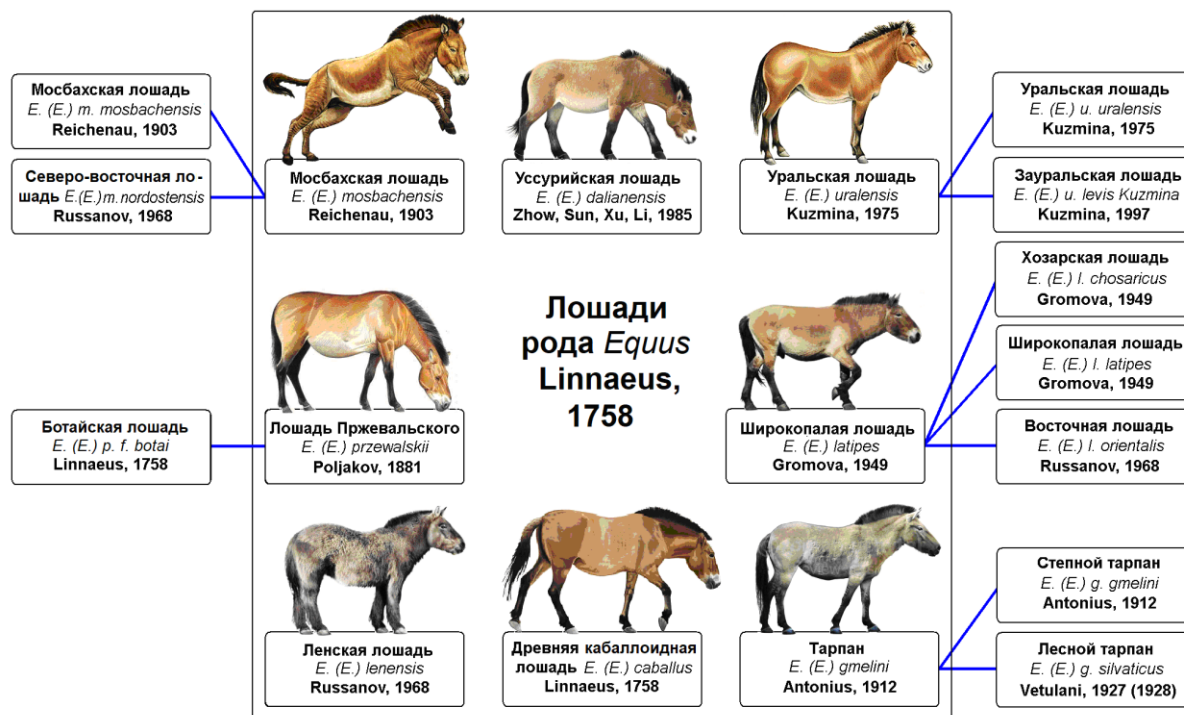 Мосбахская лошадь
E. (E.) m. mosbachensis
Reichenau, 1903
Северо-восточная ло-
шадь E.(E.) m. nordostensis
Russanov, 1968
Мосбахская лошадь
E. (E.) mosbachensis
Reichenau, 1903
Уссурийская лошадь
E. (E.) dalianensis
Zhow, Sun, Xu, Li, 1985
Уральская лошадь
E. (E.) uralensis
Kuzmina, 1975
Уральская лошадь
E. (E.) u. uralensis
Kuzmina, 1975
Зауральская лошадь
E. (E.) u. levis Kuzmina
Kuzmina, 1997
Хозарская лошадь
E. (E.) l. chosaricus
Gromova, 1949
Широкопалая лошадь
E. (E.) l. latipes
Gromova, 1949
Восточная лошадь
E. (E.) l. orientalis
Russanov, 1968
Лошади
рода Equus
Linnaeus,
1758
Ботайская лошадь
E. (E.) p. f. botai
Linnaeus, 1758
Лошадь Пржевальского
E. (E.) przewalskii
Poljakov, 1881
Широкопалая лошадь
E. (E.) latipes
Gromova, 1949
Ленская лошадь
E. (E.) lenensis
Russanov, 1968
Древняя кабаллоидная
лошадь E. (E.) caballus
Linnaeus, 1758
Тарпан
E. (E.) gmelini
Antonius, 1912
Степной тарпан
E. (E.) g. gmelini
Antonius, 1912
Лесной тарпан
E. (E.) g. silvaticus
Vetulani, 1927 (1928)